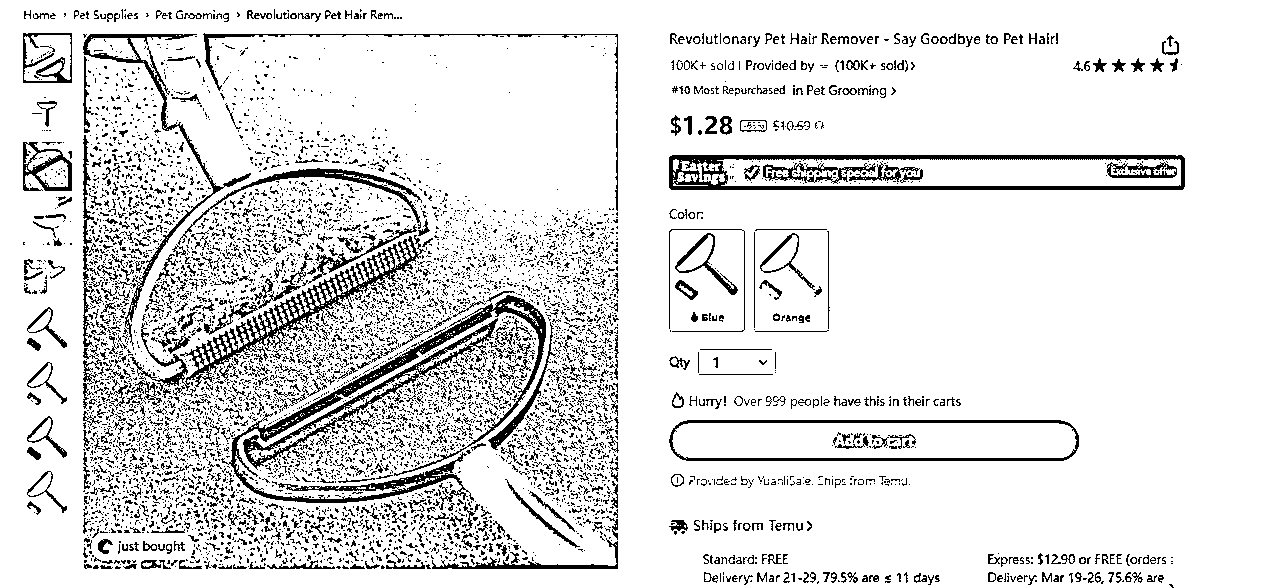 Home › Pet Supplies › Pet Grooming › Revolutionary Pet Hair Rem...
Revolutionary Pet Hair Remover - Say Goodbye to Pet Hair!
100K+ sold | Provided by (100K+ sold)›
4.6
#10 Most Repurchased in Pet Grooming ›
$1.28 $10.59
Easter Savings
Free shipping special for you
Exclusive offer
Color:
Blue
Orange
Qty 1
Hurry! Over 999 people have this in their carts
Add to cart
Provided by YuanliSale. Ships from Temu.
Ships from Temu›
just bought
Standard: FREE
Delivery: Mar 21-29, 79.5% are ≤ 11 days
Express: $12.90 or FREE (orders
Delivery: Mar 19-26, 75.6% are